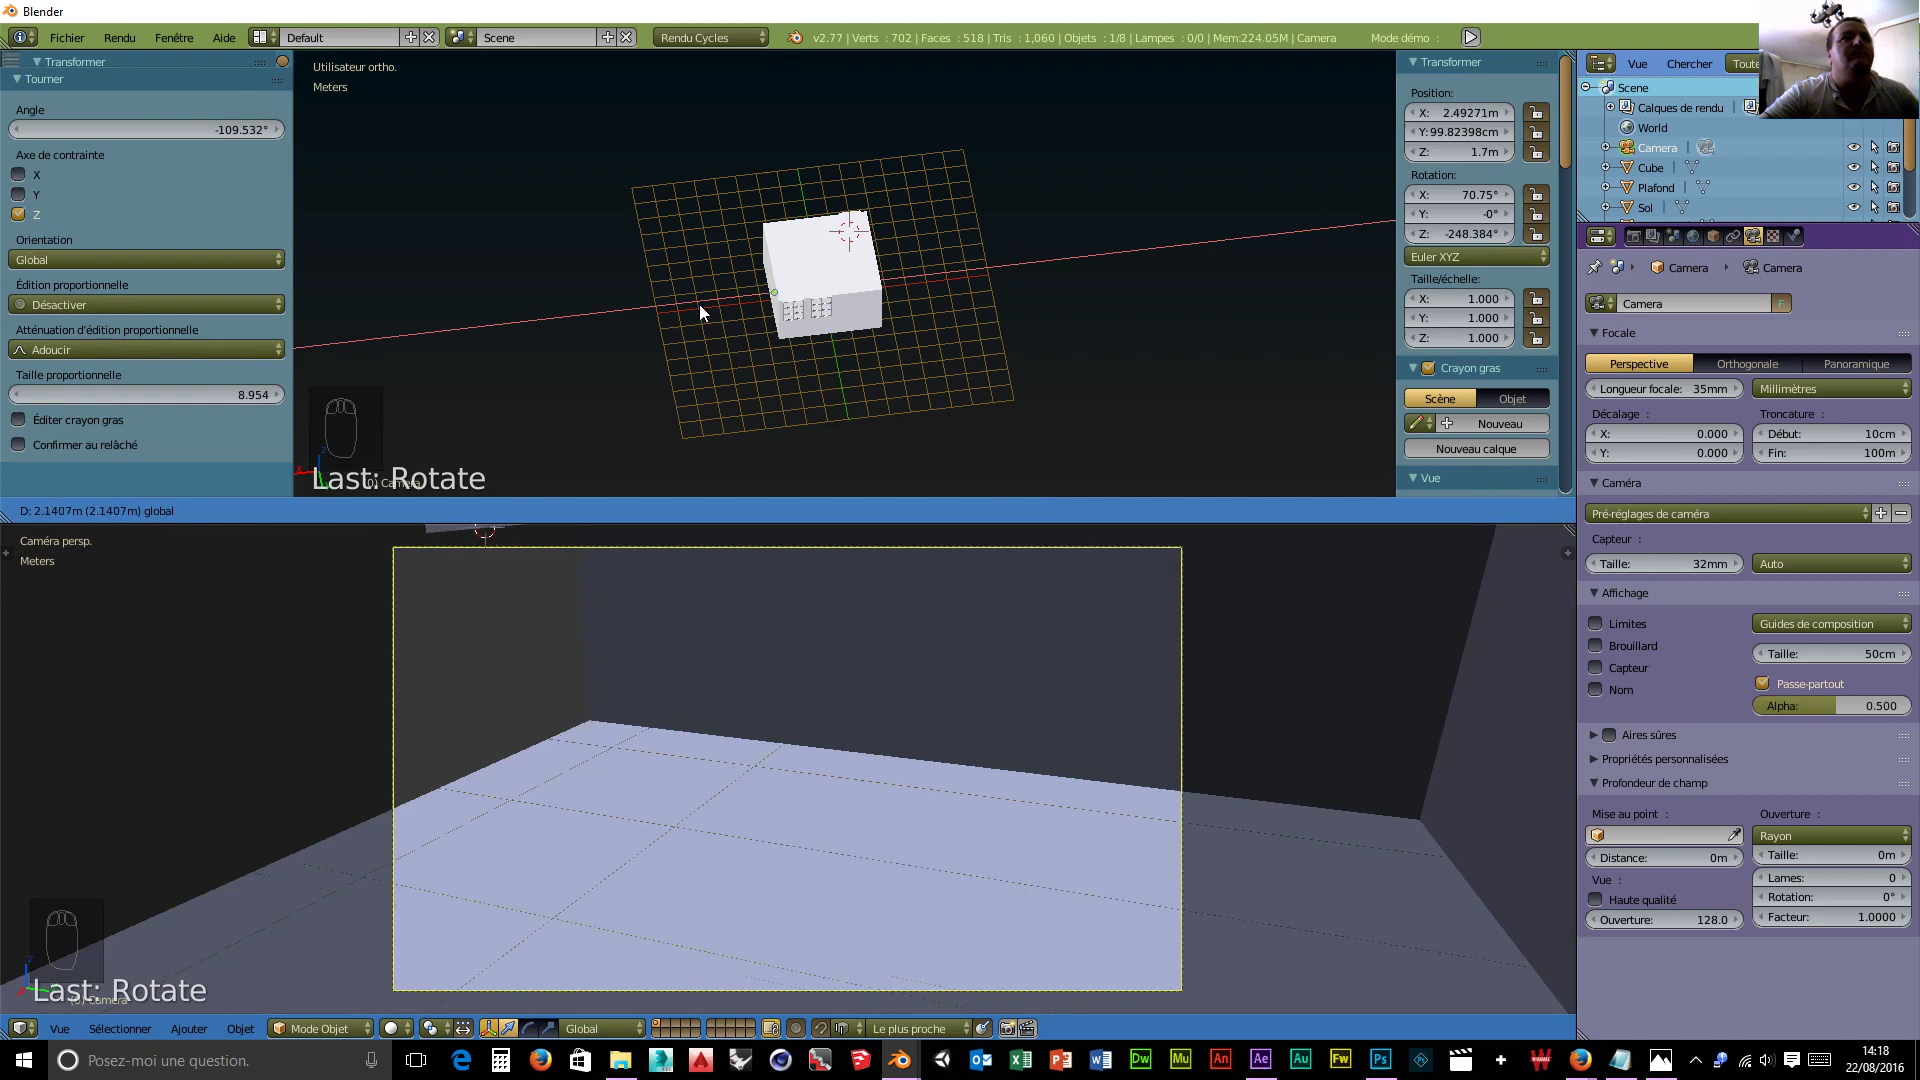 Blender
Fichier Rendu Fenêtre Aide Default Scene Rendu Cycles v2.77 | Verts : 702 | Faces : 518 | Tris : 1,060 | Objets : 1/8 | Lampes : 0/0 | Mem:224.05M | Camera Mode démo :
Transformer
Tourner
Angle
-109.532°
Axe de contrainte
X
Y
Z
Orientation
Global
Édition proportionnelle
Désactiver
Atténuation d'édition proportionnelle
Adoucir
Taille proportionnelle
8.954
Éditer crayon gras
Confirmer au relâché
Utilisateur ortho.
Meters
Last: Rotate
Transformer
Position:
X: 2.49271m
Y: 99.82398cm
Z: 1.7m
Rotation:
X: 70.75°
Y: -0°
Z: -248.384°
Euler XYZ
Taille/échelle:
X: 1.000
Y: 1.000
Z: 1.000
Crayon gras
Scène Objet
Nouveau
Nouveau calque
Vue
D: 2.1407m (2.1407m) global
Caméra persp.
Meters
Last: Rotate
(0) Camera
Vue Sélectionner Ajouter Objet Mode Objet Global Le plus proche
Vue Chercher Toute
Scene
Calques de rendu
World
Camera
Cube
Plafond
Sol
Camera Camera
Camera F
Focale
Perspective Orthogonale Panoramique
Longueur focale: 35mm Millimètres
Décalage : Troncature :
X: 0.000 Début: 10cm
Y: 0.000 Fin: 100m
Caméra
Pré-réglages de caméra
Capteur :
Taille: 32mm Auto
Affichage
Limites Guides de composition
Brouillard Taille: 50cm
Capteur
Nom Passe-partout
Alpha: 0.500
Aires sûres
Propriétés personnalisées
Profondeur de champ
Mise au point : Ouverture :
Rayon
Distance: 0m Taille: 0m
Vue : Lames: 0
Haute qualité Rotation: 0°
Ouverture: 128.0 Facteur: 1.0000
Posez-moi une question.
Dw Mu An Ae Au Fw Ps
14:18
22/08/2016